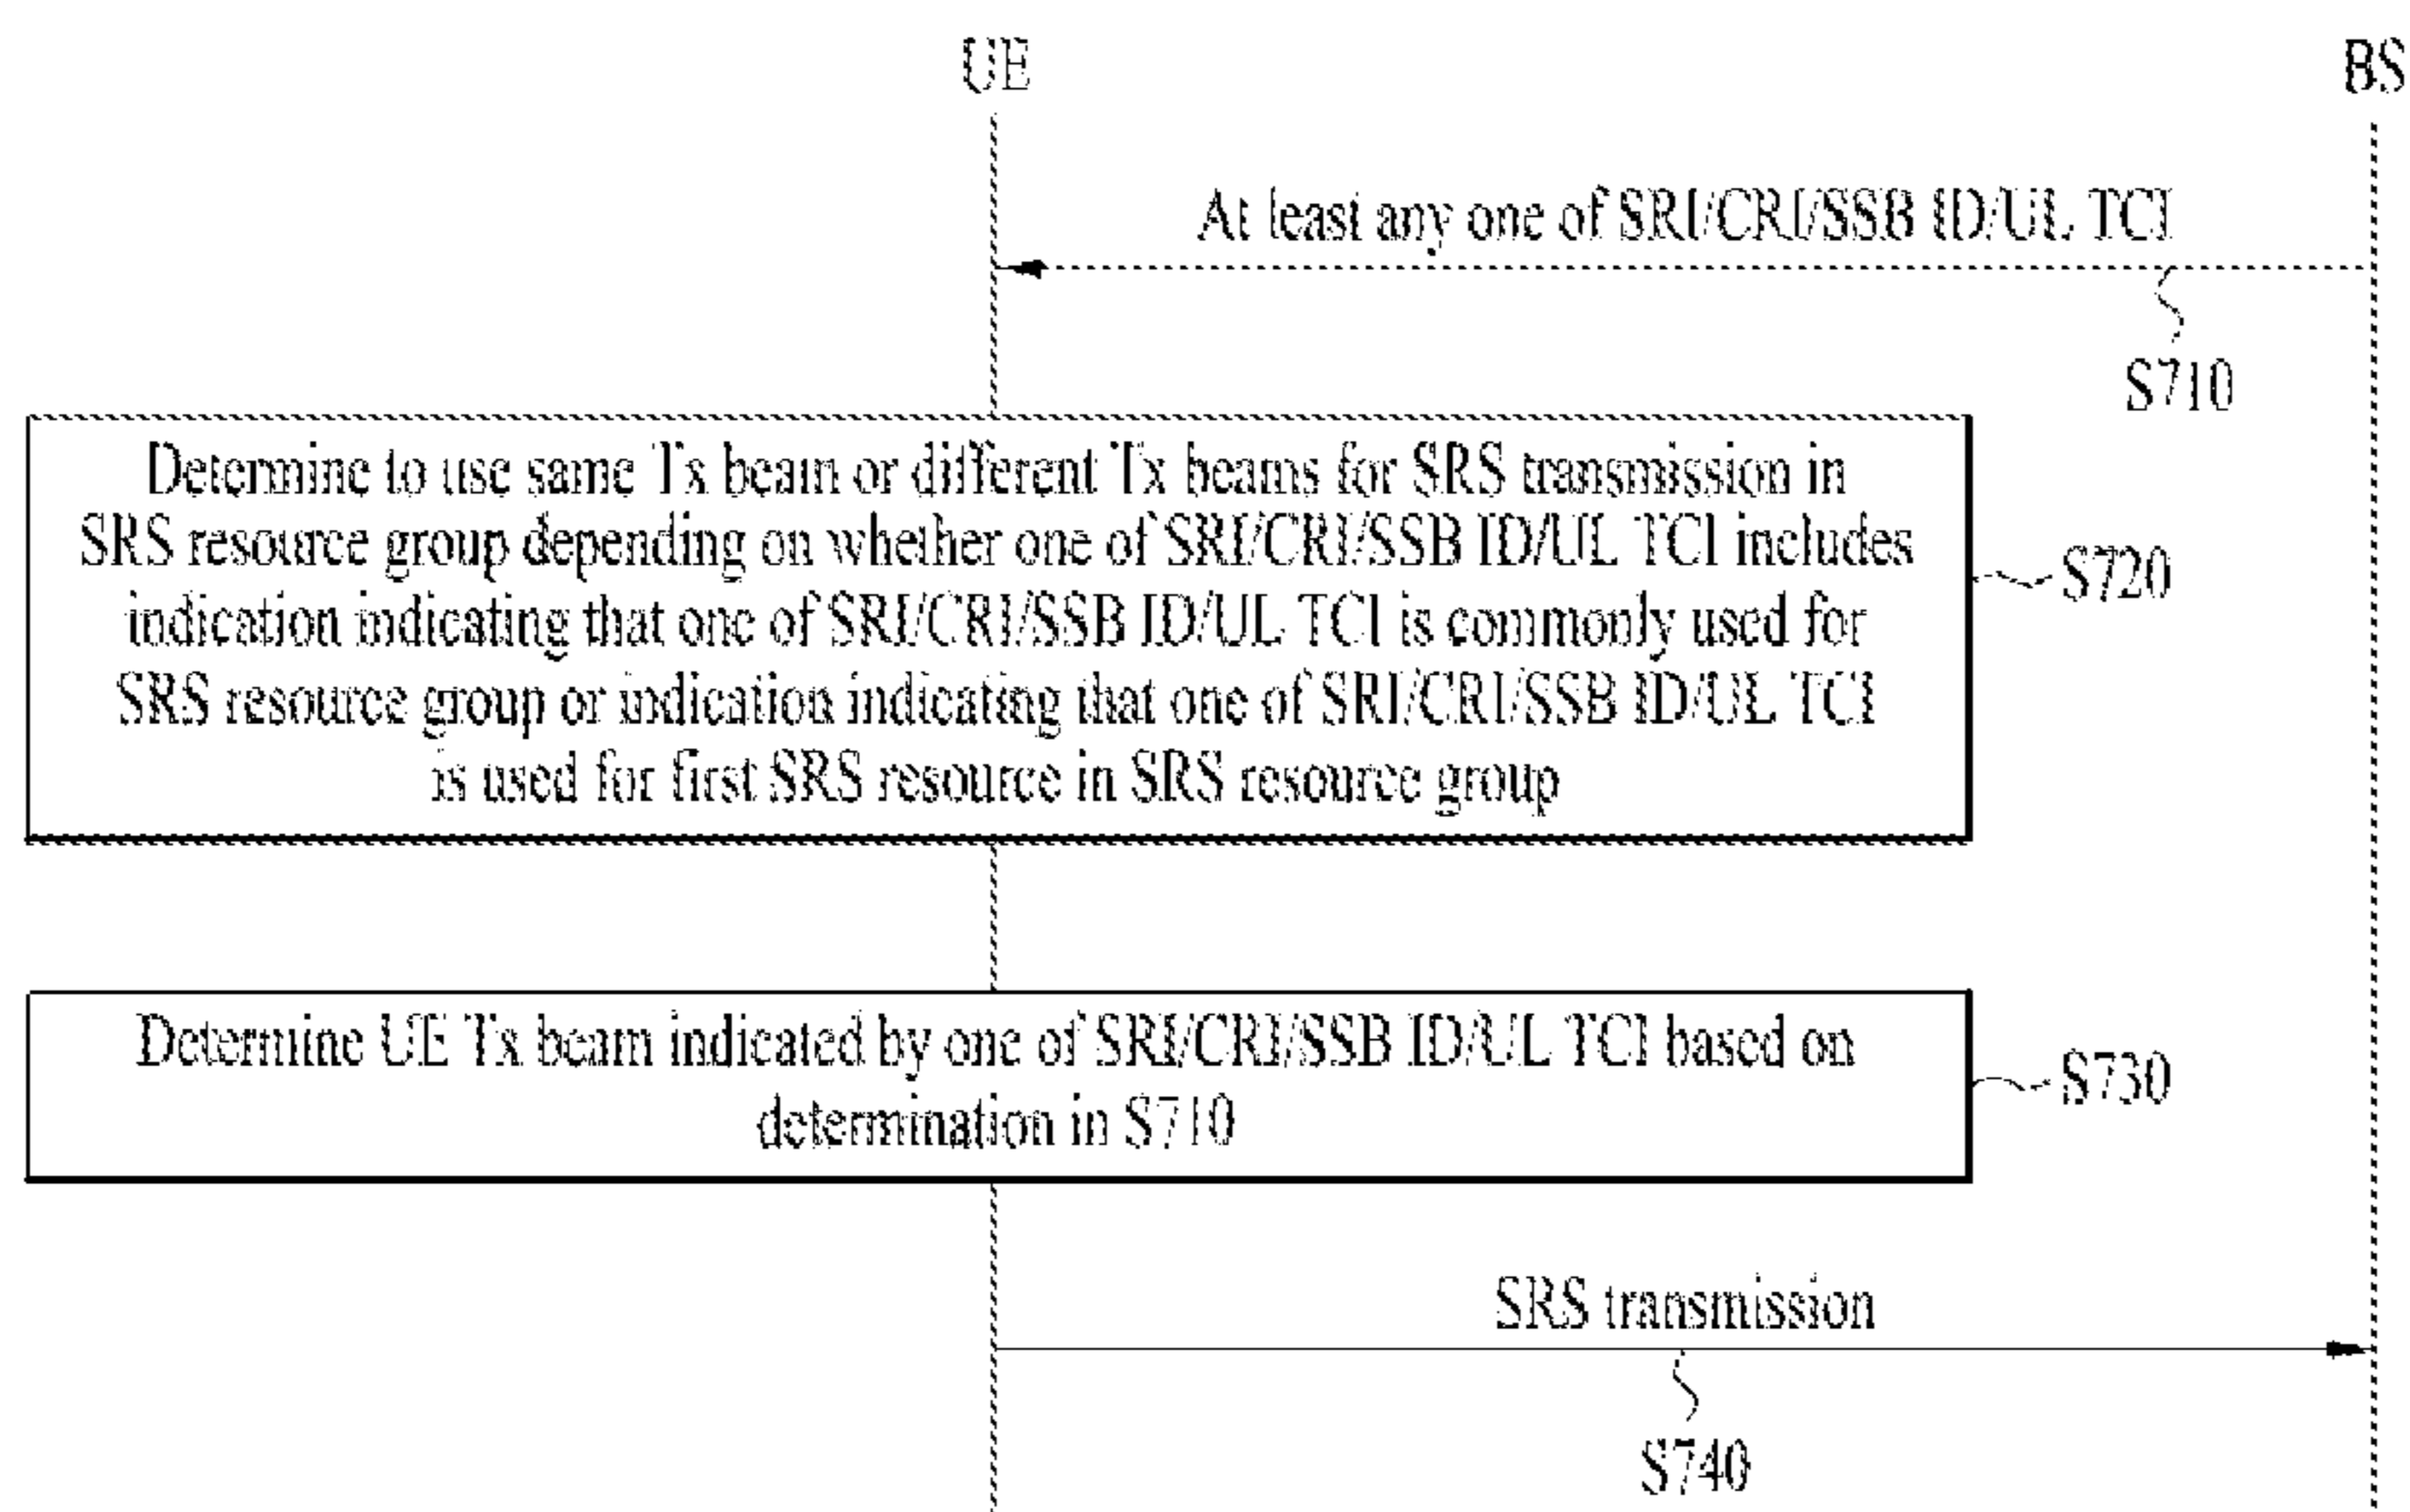 UE
BS
At least any one of SRI/CRI/SSB ID/UL TCI
S710
Determine to use same Tx beam or different Tx beams for SRS transmission in
SRS resource group depending on whether one of SRI/CRI/SSB ID/UL TCI includes
indication indicating that one of SRI/CRI/SSB ID/UL TCI is commonly used for
SRS resource group or indication indicating that one of SRI/CRI/SSB ID/UL TCI
is used for first SRS resource in SRS resource group
S720
Determine UE Tx beam indicated by one of SRI/CRI/SSB ID/UL TCI based on
determination in S710
S730
SRS transmission
S740